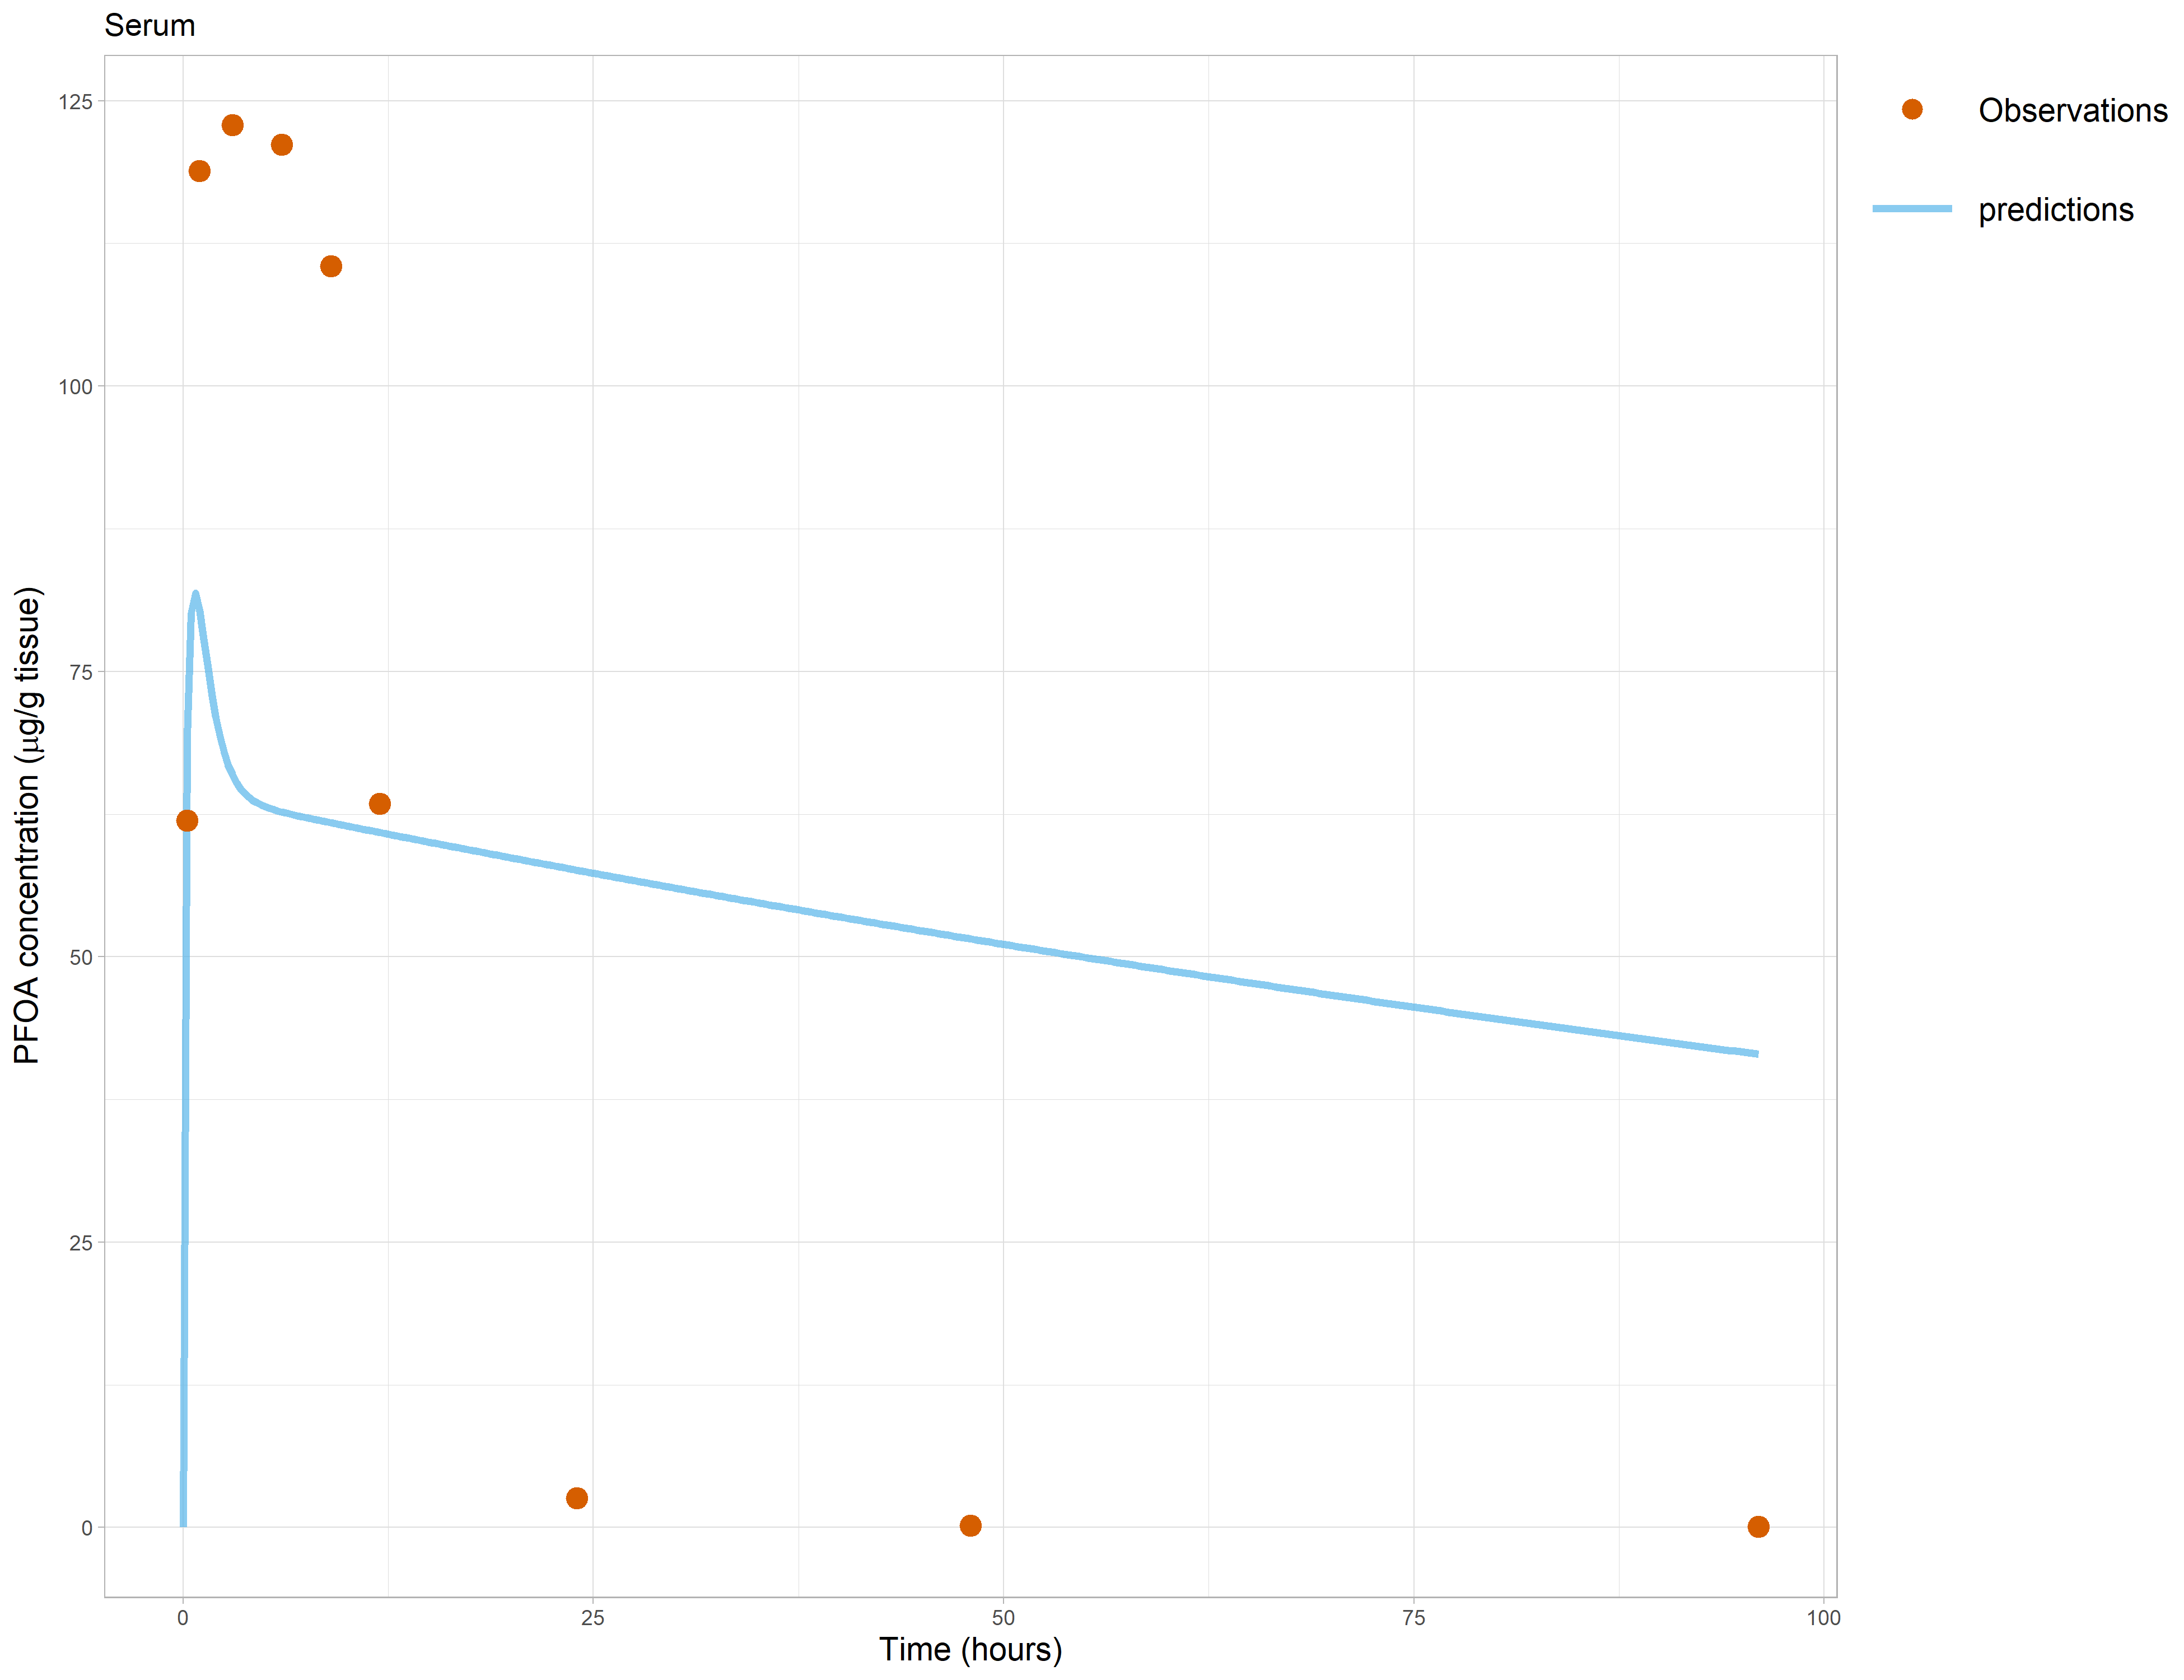 Serum
125
100
75
50
25
0
PFOA concentration (μg/g tissue)
0 25 50 75 100
Time (hours)
Observations
predictions